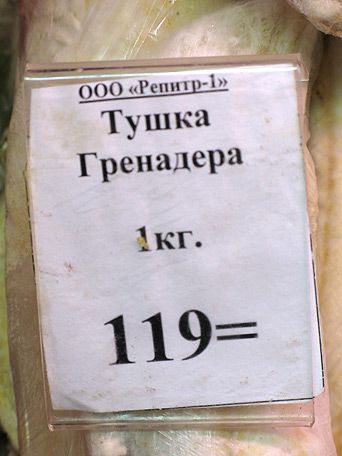 ООО «Репитр-1»
Тушка
Гренадера
1кг.
119=